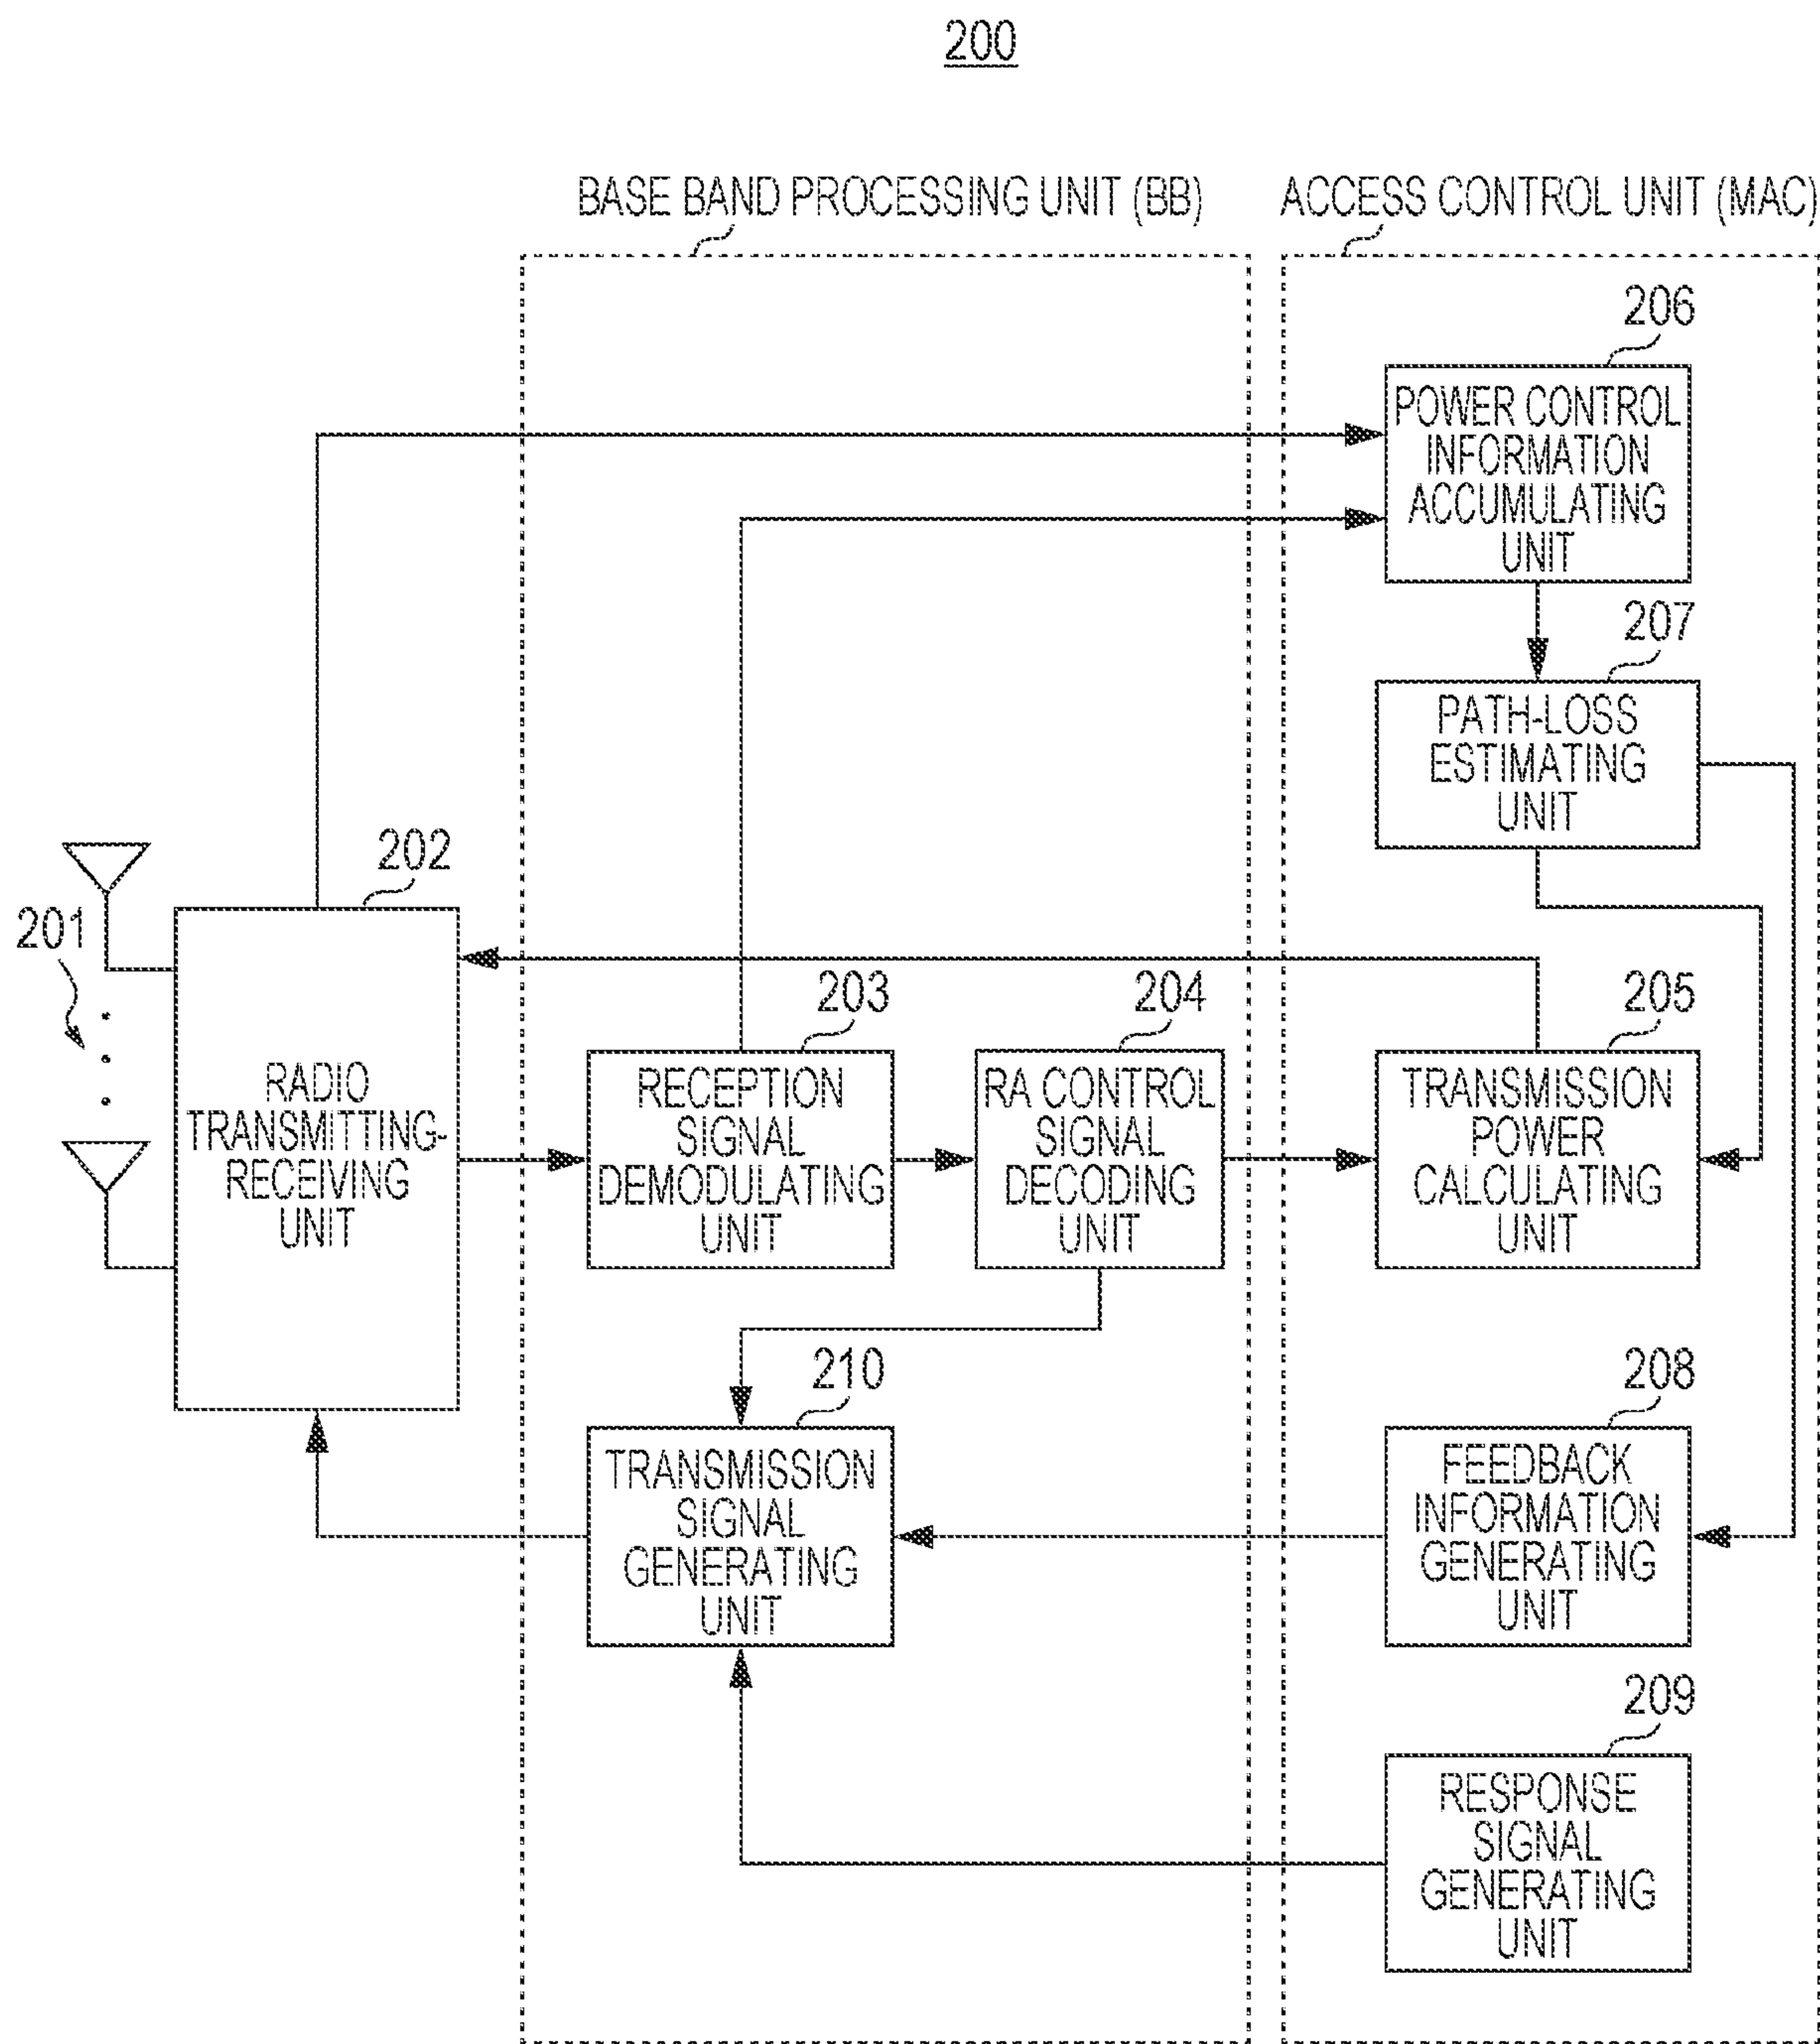 200
BASE BAND PROCESSING UNIT (BB)
ACCESS CONTROL UNIT (MAC)
206
POWER CONTROL
INFORMATION
ACCUMULATING
UNIT
207
PATH-LOSS
ESTIMATING
UNIT
201
202
RADIO
TRANSMITTING-
RECEIVING
UNIT
203
RECEPTION
SIGNAL
DEMODULATING
UNIT
204
RA CONTROL
SIGNAL
DECODING
UNIT
205
TRANSMISSION
POWER
CALCULATING
UNIT
210
TRANSMISSION
SIGNAL
GENERATING
UNIT
208
FEEDBACK
INFORMATION
GENERATING
UNIT
209
RESPONSE
SIGNAL
GENERATING
UNIT